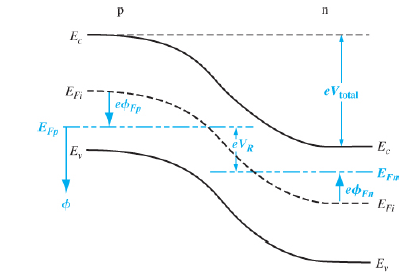 p n
E_c
eV_total
E_Fi
eϕ_Fp
E_Fp
E_v
eV_R
E_c
E_Fn
ϕ
eϕ_Fn
E_Fi
E_v